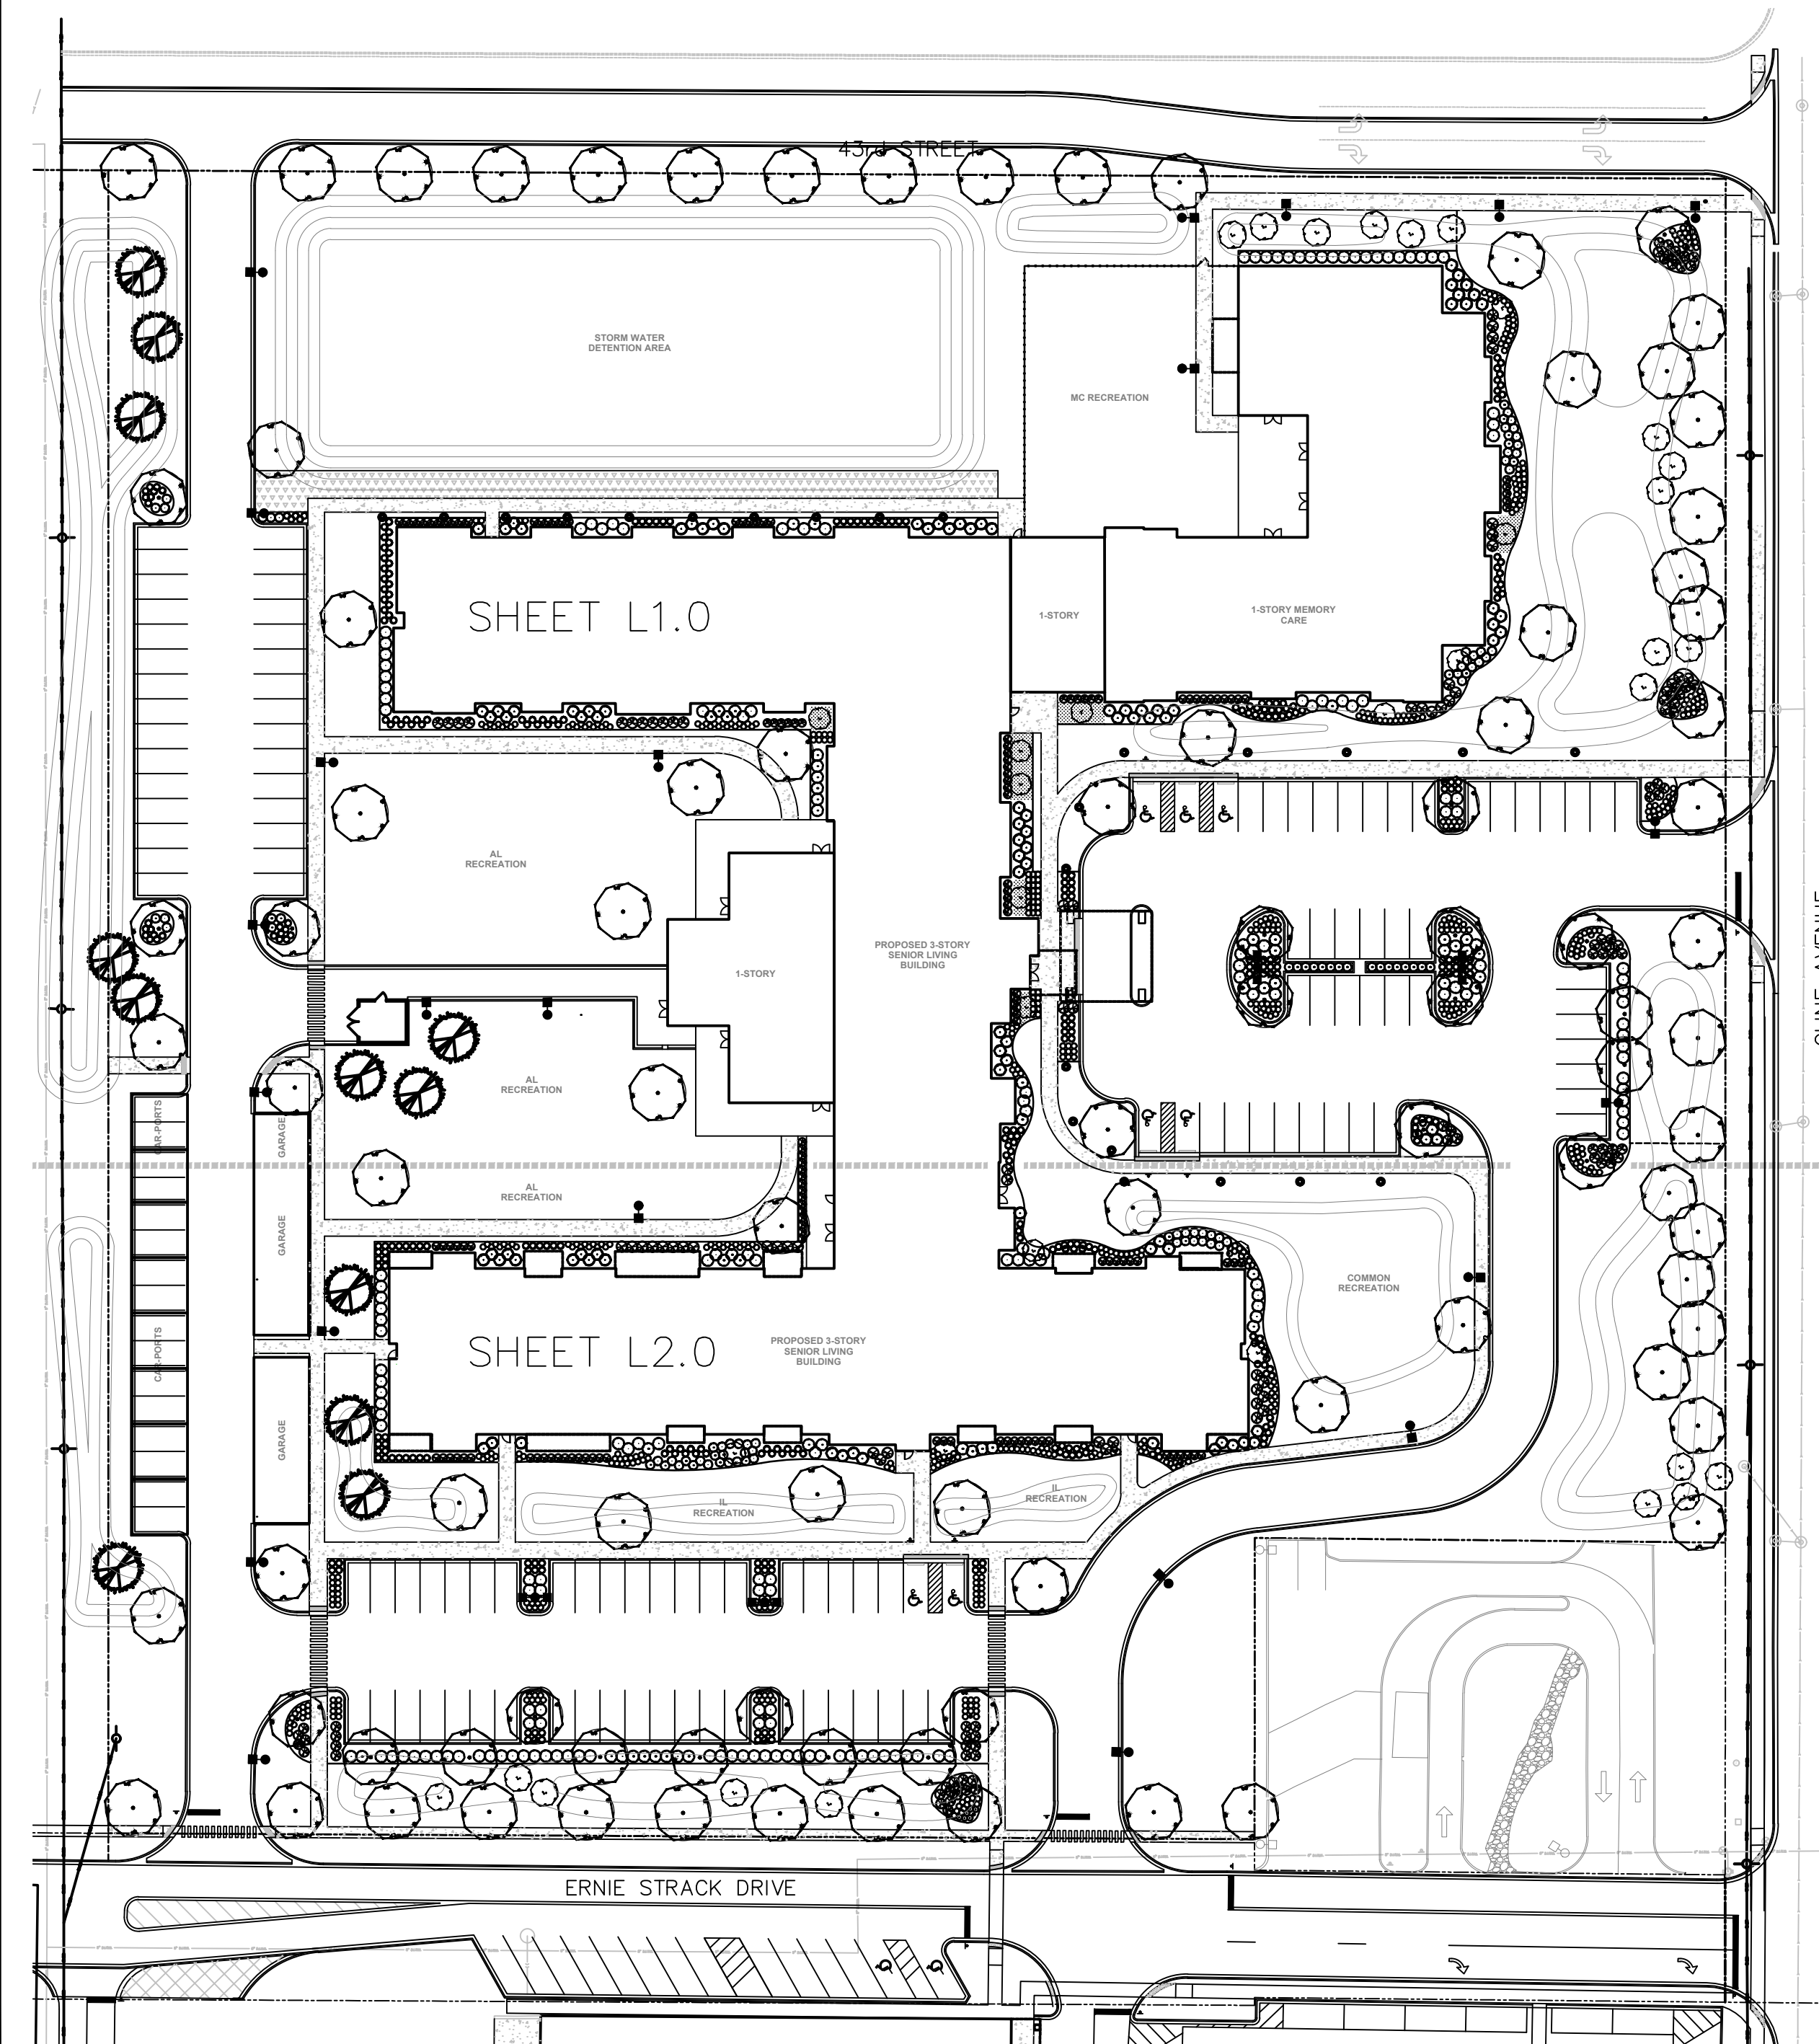 43rd STREET
STORM WATER
DETENTION AREA
MC RECREATION
SHEET L1.0
1-STORY
1-STORY MEMORY
CARE
AL
RECREATION
PROPOSED 3-STORY
SENIOR LIVING
BUILDING
1-STORY
CLINE AVENUE
AL
RECREATION
CAR-PORTS
GARAGE
AL
RECREATION
GARAGE
COMMON
RECREATION
SHEET L2.0
PROPOSED 3-STORY
SENIOR LIVING
BUILDING
CAR-PORTS
GARAGE
IL
RECREATION
IL
RECREATION
ERNIE STRACK DRIVE